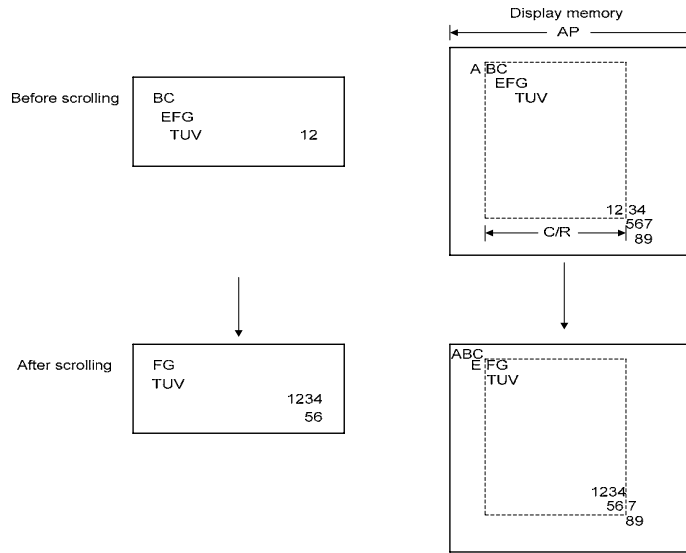 Display memory
AP
Before scrolling
BC
EFG
TUV 12
A BC
EFG
TUV
12 34
567
89
C/R
After scrolling
FG
TUV
1234
56
ABC
E FG
TUV
1234
56 7
89